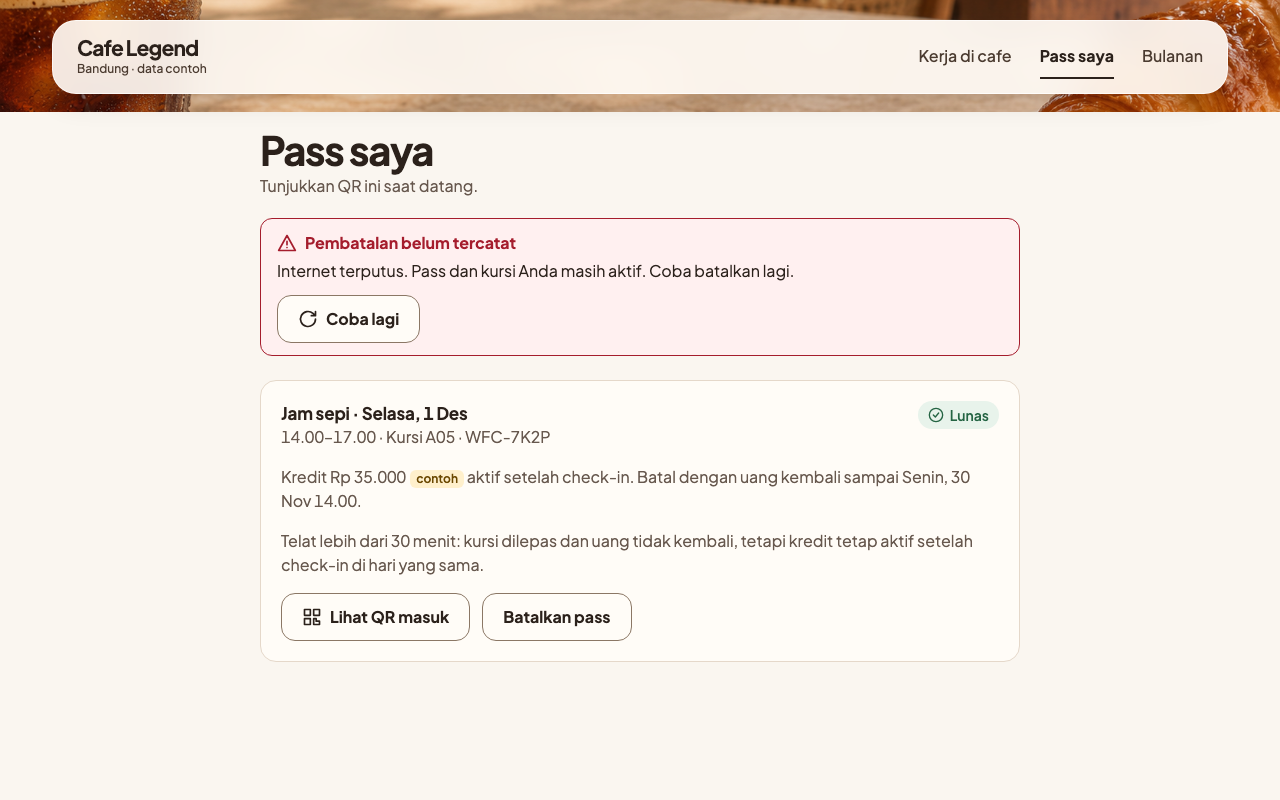 Cafe Legend
Bandung · data contoh
Kerja di cafe
Pass saya
Bulanan
Pass saya
Tunjukkan QR ini saat datang.
Pembatalan belum tercatat
Internet terputus. Pass dan kursi Anda masih aktif. Coba batalkan lagi.
Coba lagi
Jam sepi · Selasa, 1 Des
Lunas
14.00–17.00 · Kursi A05 · WFC-7K2P
Kredit Rp 35.000 contoh aktif setelah check-in. Batal dengan uang kembali sampai Senin, 30
Nov 14.00.
Telat lebih dari 30 menit: kursi dilepas dan uang tidak kembali, tetapi kredit tetap aktif setelah
check-in di hari yang sama.
Lihat QR masuk
Batalkan pass